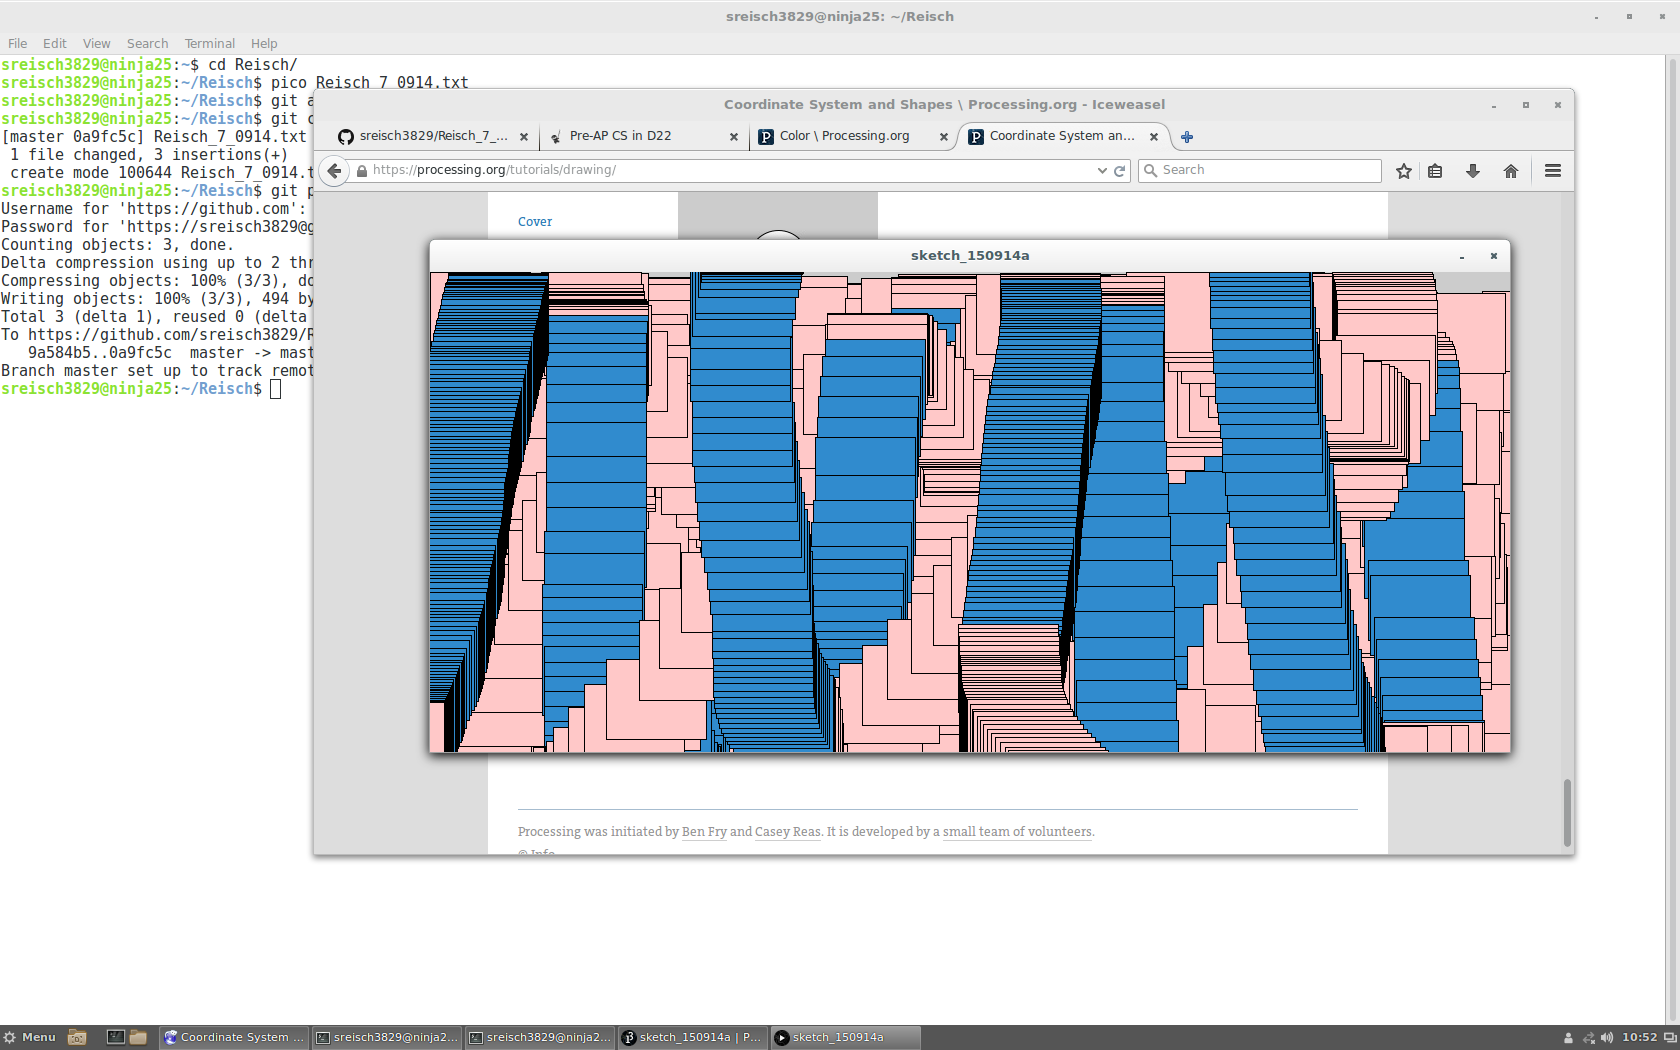 sreisch3829@ninja25: ~/Reisch
File Edit View Search Terminal Help
sreisch3829@ninja25:~$ cd Reisch/
sreisch3829@ninja25:~/Reisch$ pico Reisch_7_0914.txt
sreisch3829@ninja25:~/Reisch$ git a
sreisch3829@ninja25:~/Reisch$ git c
[master 0a9fc5c] Reisch_7_0914.txt
1 file changed, 3 insertions(+)
create mode 100644 Reisch_7_0914.t
sreisch3829@ninja25:~/Reisch$ git p
Username for 'https://github.com':
Password for 'https://sreisch3829@g
Counting objects: 3, done.
Delta compression using up to 2 thr
Compressing objects: 100% (3/3), do
Writing objects: 100% (3/3), 494 by
Total 3 (delta 1), reused 0 (delta
To https://github.com/sreisch3829/R
9a584b5..0a9fc5c master -> mast
Branch master set up to track remot
sreisch3829@ninja25:~/Reisch$
Coordinate System and Shapes \ Processing.org - Iceweasel
sreisch3829/Reisch_7_... Pre-AP CS in D22 Color \ Processing.org Coordinate System an...
https://processing.org/tutorials/drawing/ Search
Cover
sketch_150914a
Processing was initiated by Ben Fry and Casey Reas. It is developed by a small team of volunteers.
© Info
Menu Coordinate System ... sreisch3829@ninja2... sreisch3829@ninja2... sketch_150914a | P... sketch_150914a 10:52